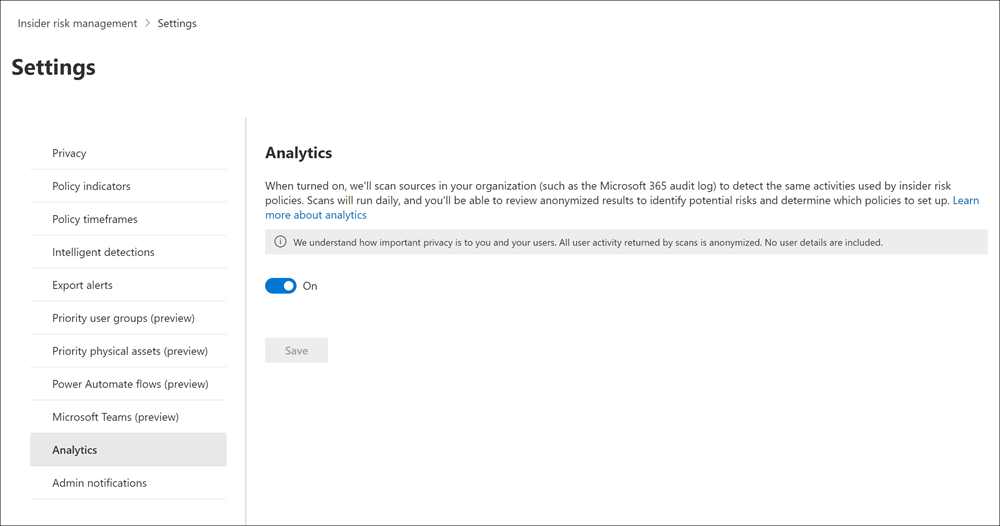 Insider risk management > Settings
Settings
Privacy
Policy indicators
Policy timeframes
Intelligent detections
Export alerts
Priority user groups (preview)
Priority physical assets (preview)
Power Automate flows (preview)
Microsoft Teams (preview)
Analytics
Admin notifications
Analytics
When turned on, we'll scan sources in your organization (such as the Microsoft 365 audit log) to detect the same activities used by insider risk
policies. Scans will run daily, and you'll be able to review anonymized results to identify potential risks and determine which policies to set up. Learn
more about analytics
We understand how important privacy is to you and your users. All user activity returned by scans is anonymized. No user details are included.
On
Save